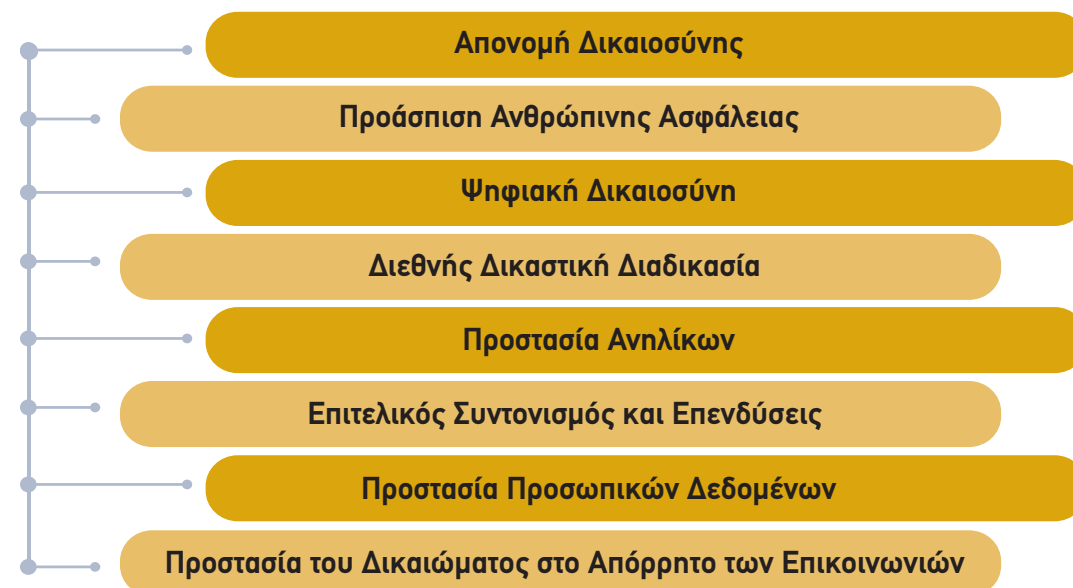 Απονομή Δικαιοσύνης
Προάσπιση Ανθρώπινης Ασφάλειας
Ψηφιακή Δικαιοσύνη
Διεθνής Δικαστική Διαδικασία
Προστασία Ανηλίκων
Επιτελικός Συντονισμός και Επενδύσεις
Προστασία Προσωπικών Δεδομένων
Προστασία του Δικαιώματος στο Απόρρητο των Επικοινωνιών